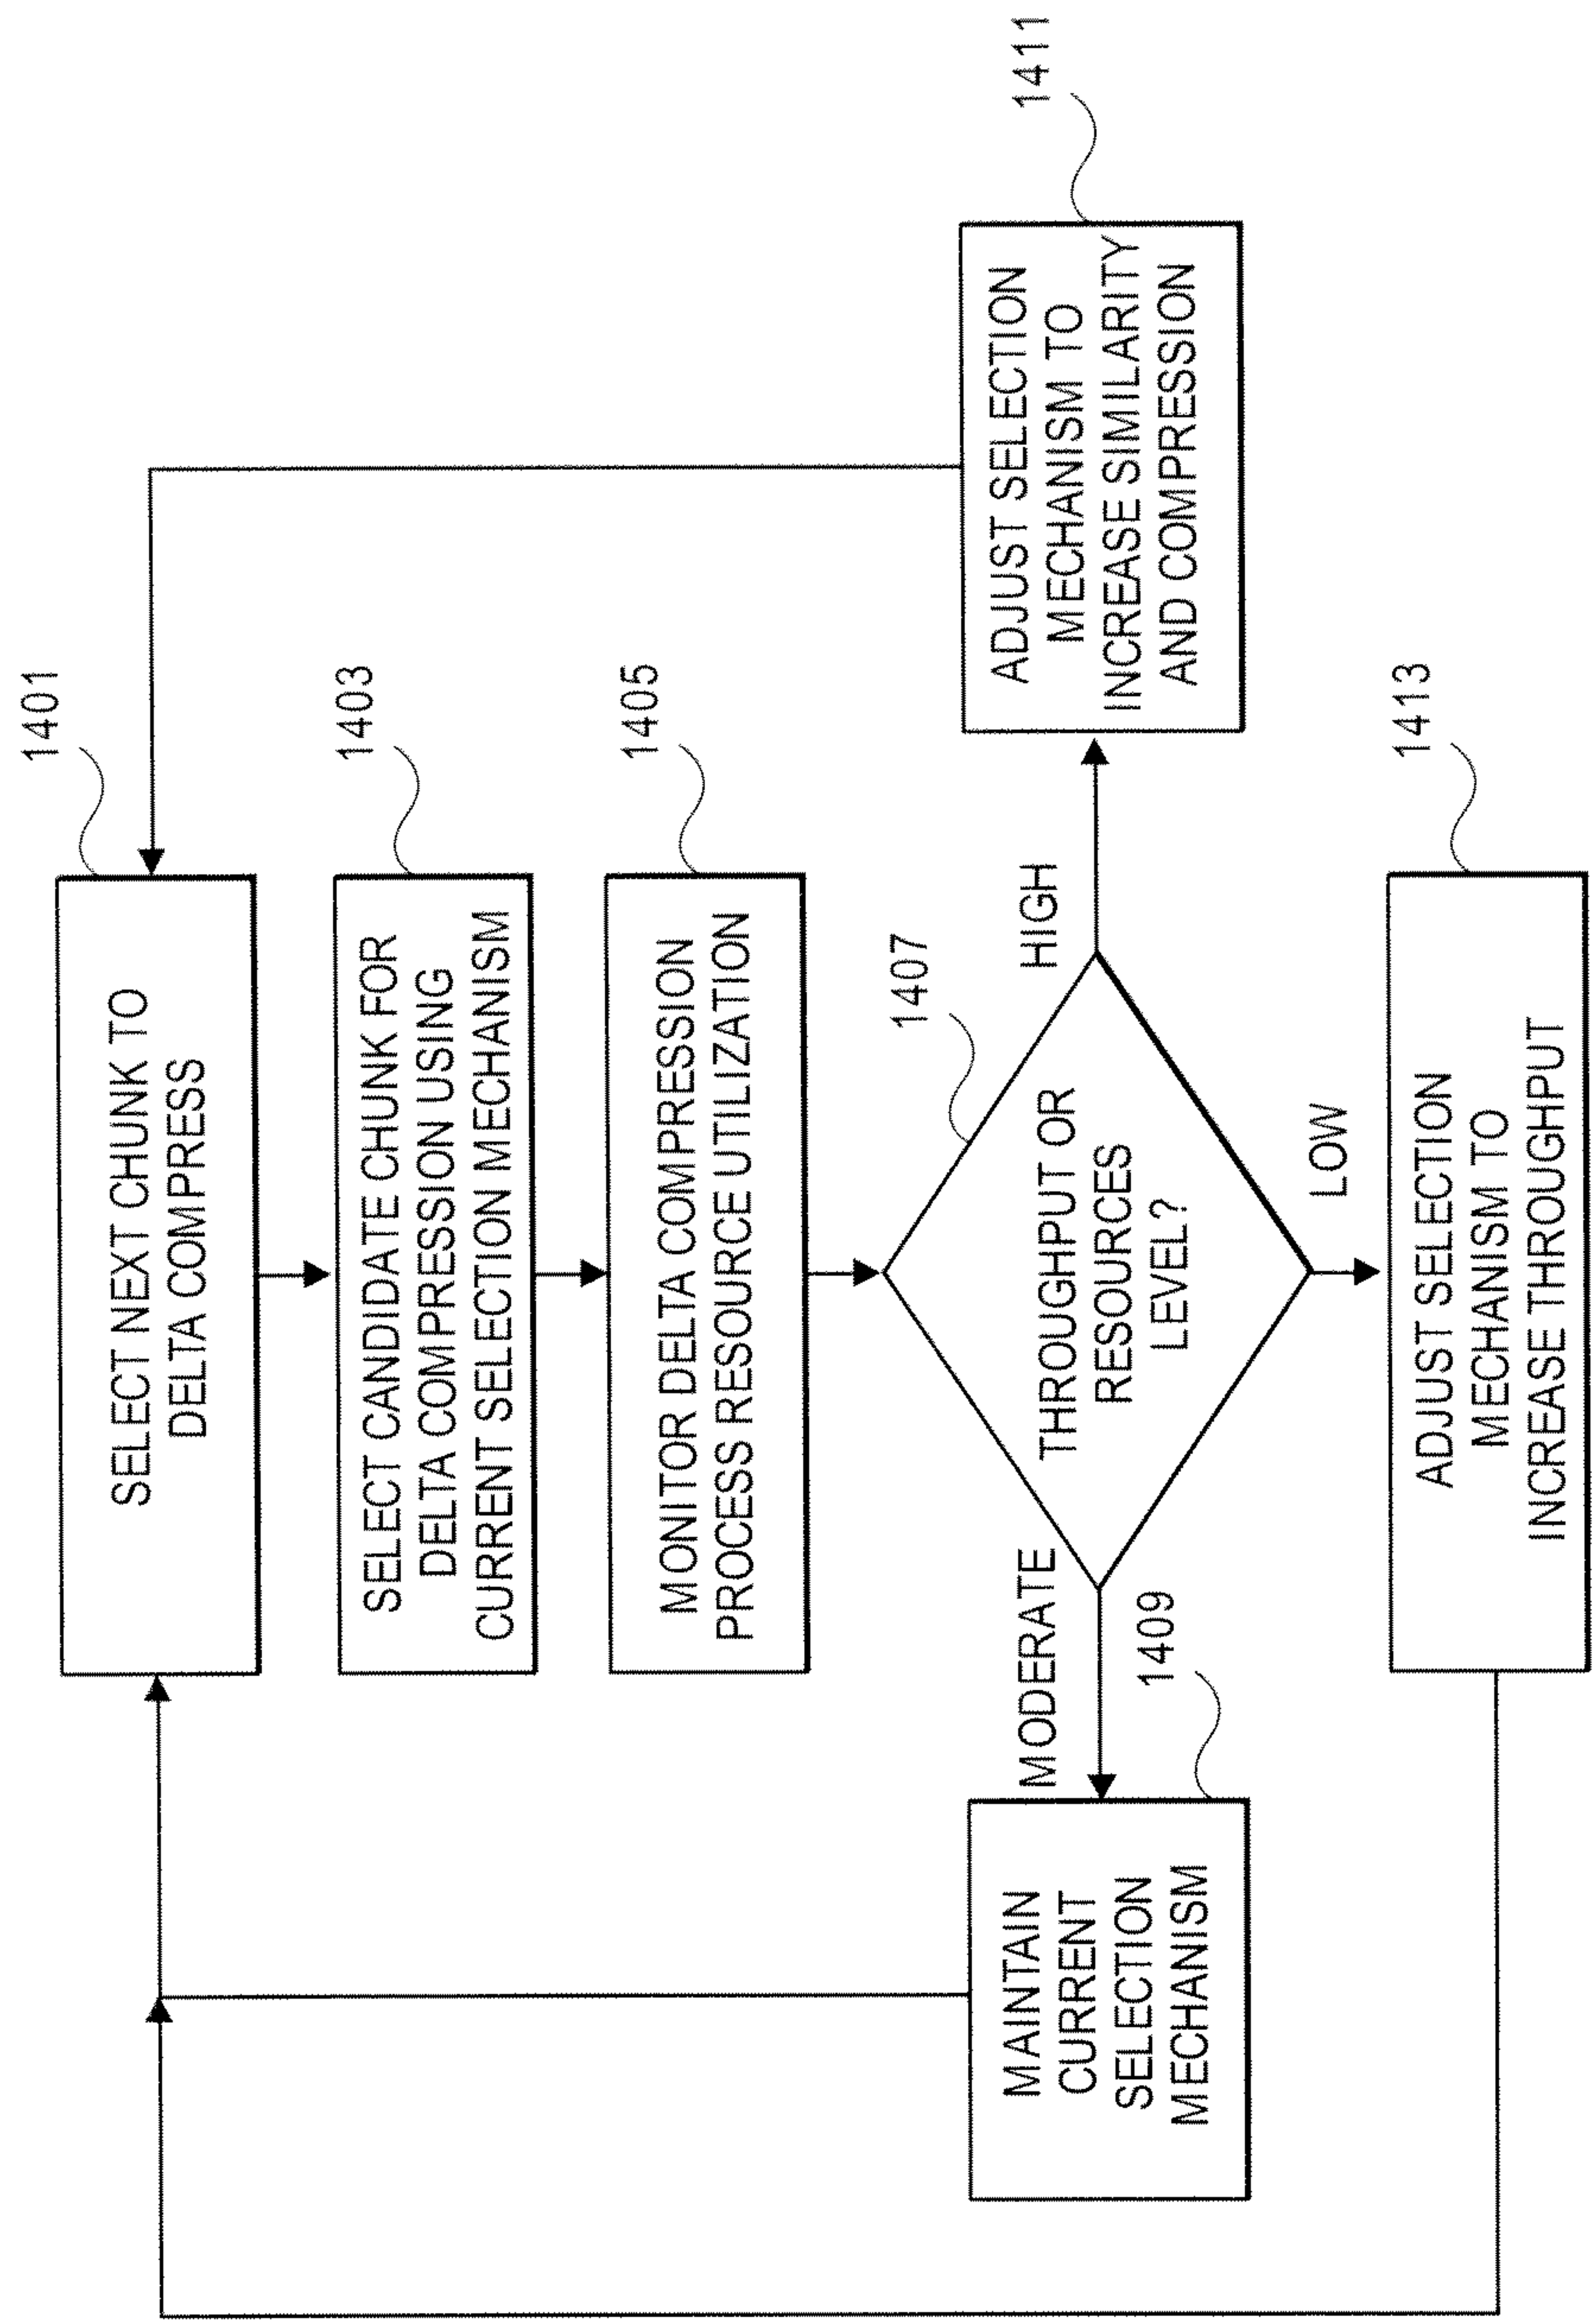 1401
SELECT NEXT CHUNK TO
DELTA COMPRESS
1403
SELECT CANDIDATE CHUNK FOR
DELTA COMPRESSION USING
CURRENT SELECTION MECHANISM
1405
MONITOR DELTA COMPRESSION
PROCESS RESOURCE UTILIZATION
1407
THROUGHPUT OR
RESOURCES
LEVEL?
MODERATE
HIGH
LOW
1409
MAINTAIN
CURRENT
SELECTION
MECHANISM
1411
ADJUST SELECTION
MECHANISM TO
INCREASE SIMILARITY
AND COMPRESSION
1413
ADJUST SELECTION
MECHANISM TO
INCREASE THROUGHPUT